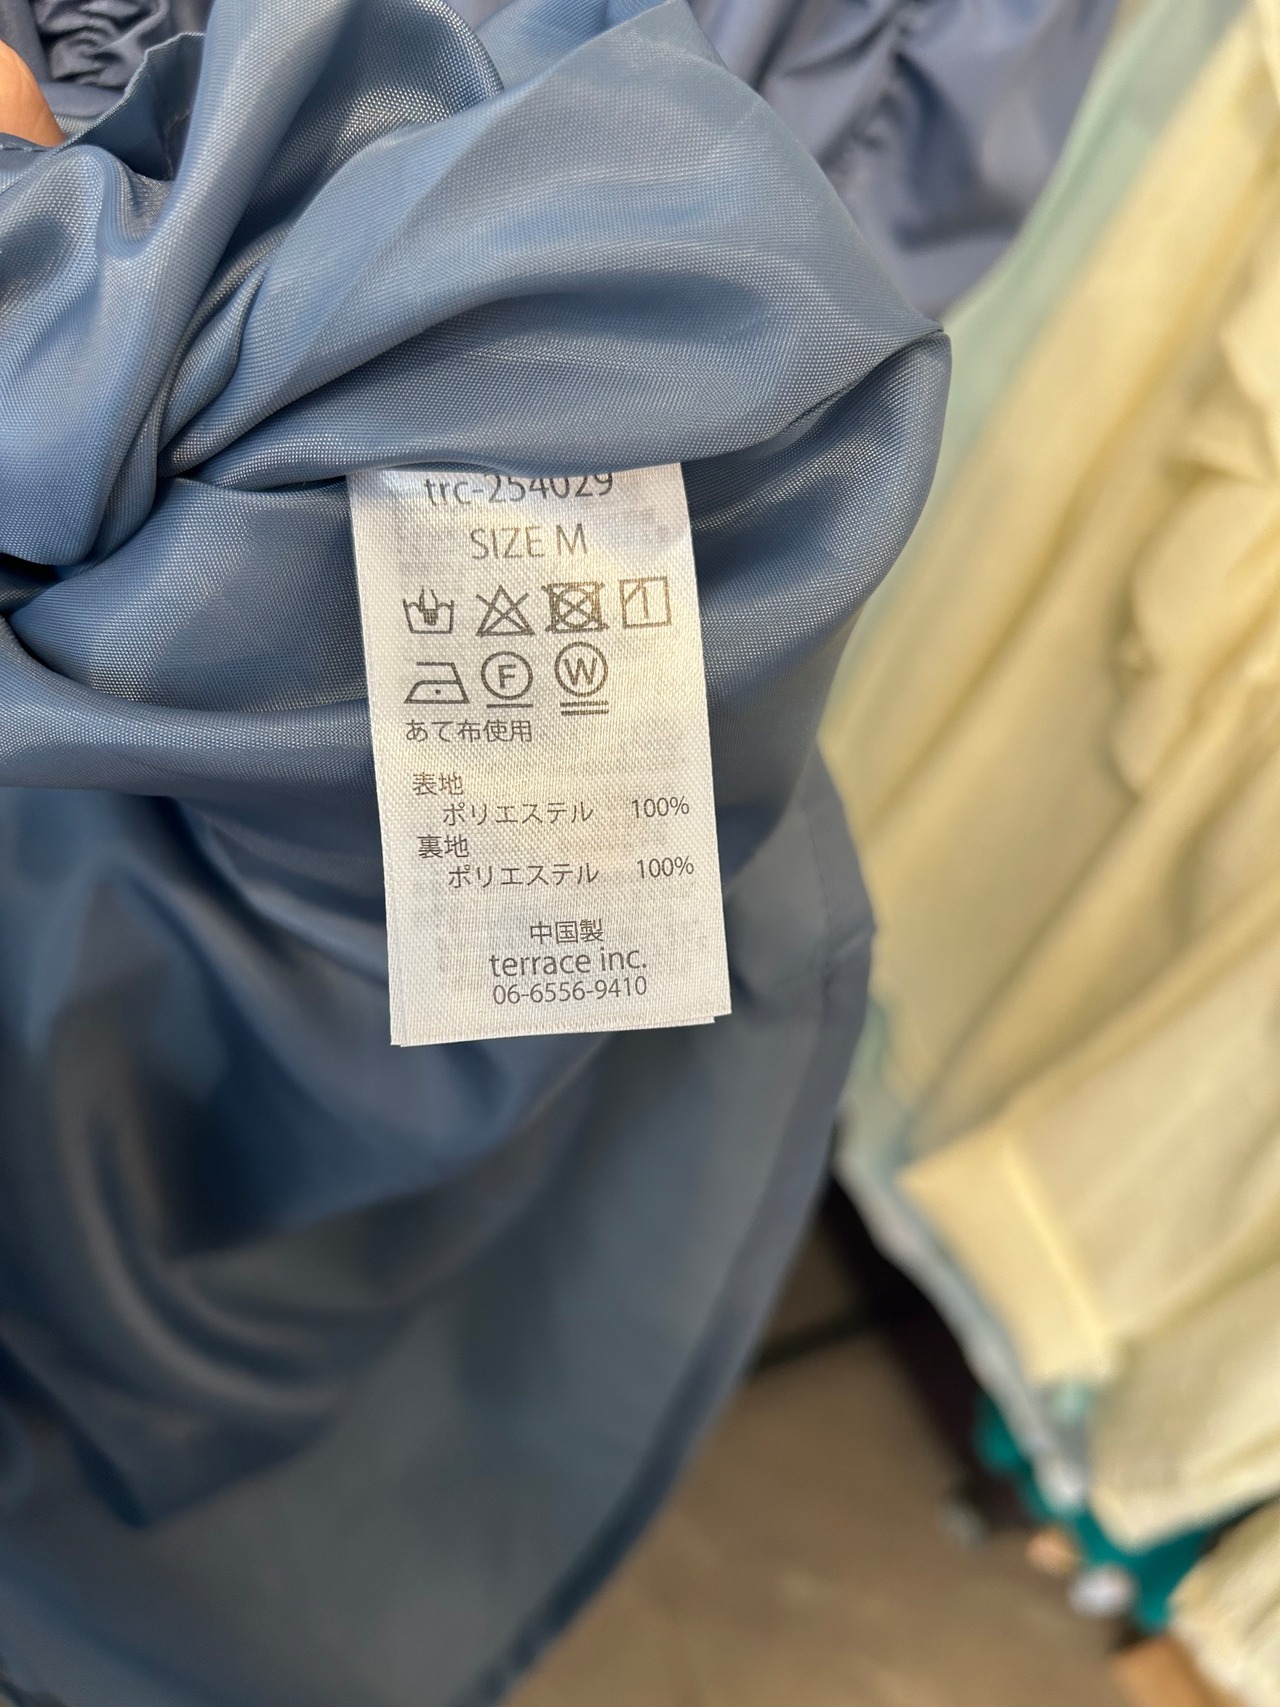 trc-254029
SIZE M
F W
あて布使用
表地
ポリエステル 100%
裏地
ポリエステル 100%
中国製
terrace inc.
06-6556-9410